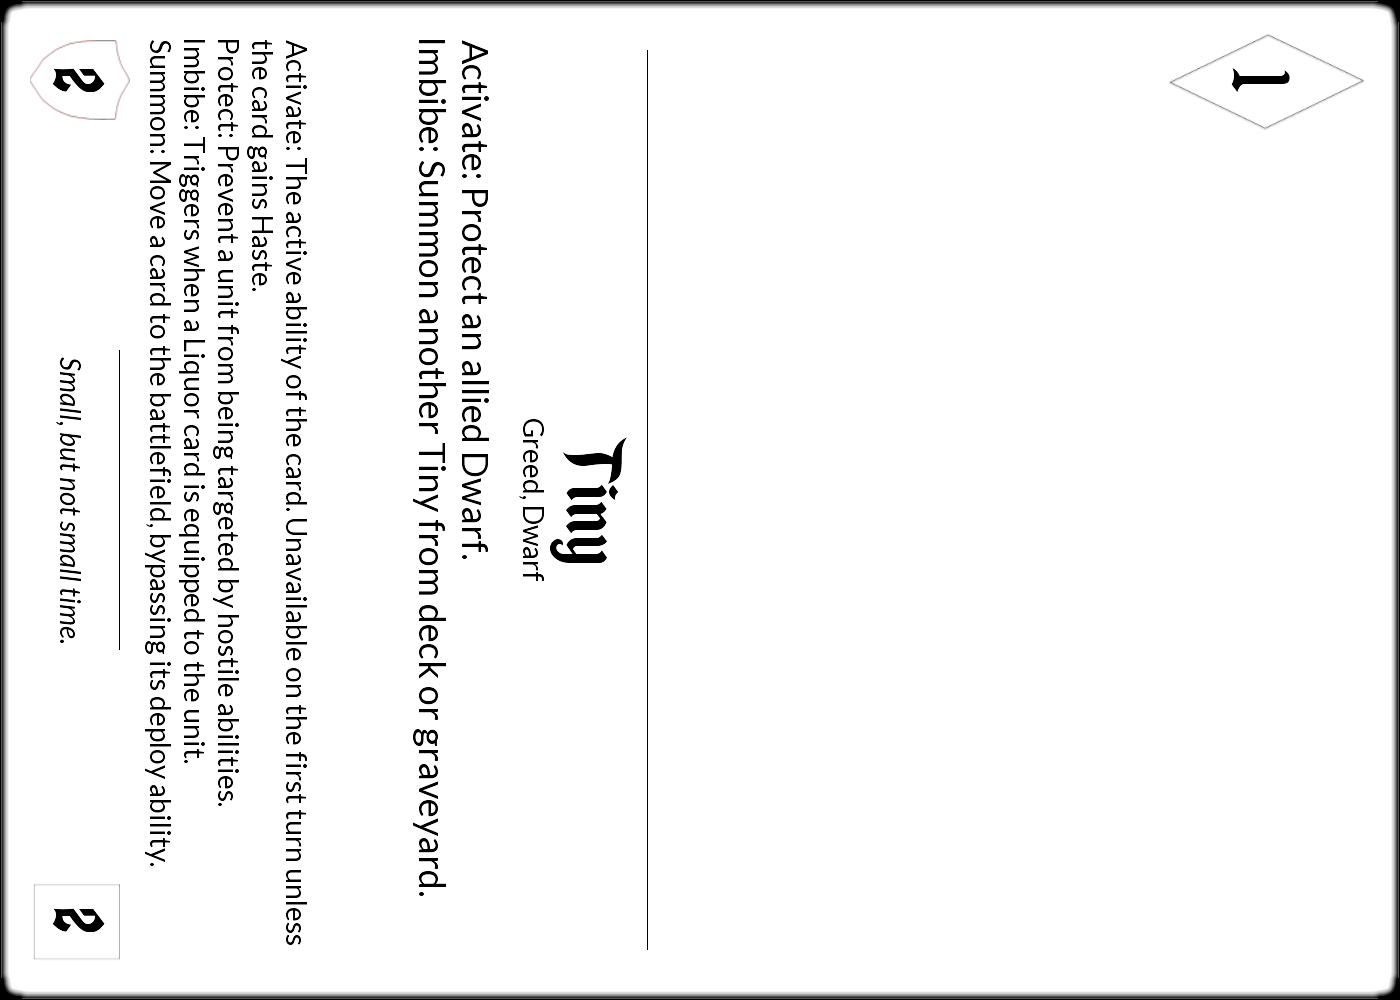 1
Tiny
Greed, Dwarf
Activate: Protect an allied Dwarf.
Imbibe: Summon another Tiny from deck or graveyard.
Activate: The active ability of the card. Unavailable on the first turn unless
the card gains Haste.
Protect: Prevent a unit from being targeted by hostile abilities.
Imbibe: Triggers when a Liquor card is equipped to the unit.
Summon: Move a card to the battlefield, bypassing its deploy ability.
2
Small, but not small time.
2